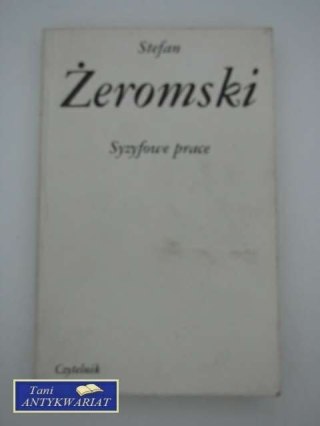 Stefan
Żeromski
Syzyfowe prace
Czytelnik
Tani
ANTYKWARIAT